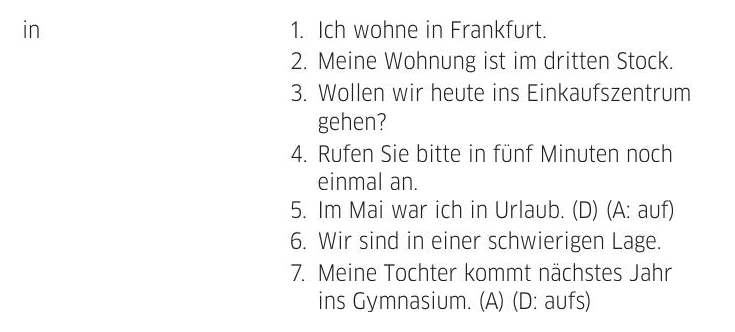 in
1. Ich wohne in Frankfurt.
2. Meine Wohnung ist im dritten Stock.
3. Wollen wir heute ins Einkaufszentrum
gehen?
4. Rufen Sie bitte in fünf Minuten noch
einmal an.
5. Im Mai war ich in Urlaub. (D) (A: auf)
6. Wir sind in einer schwierigen Lage.
7. Meine Tochter kommt nächstes Jahr
ins Gymnasium. (A) (D: aufs)